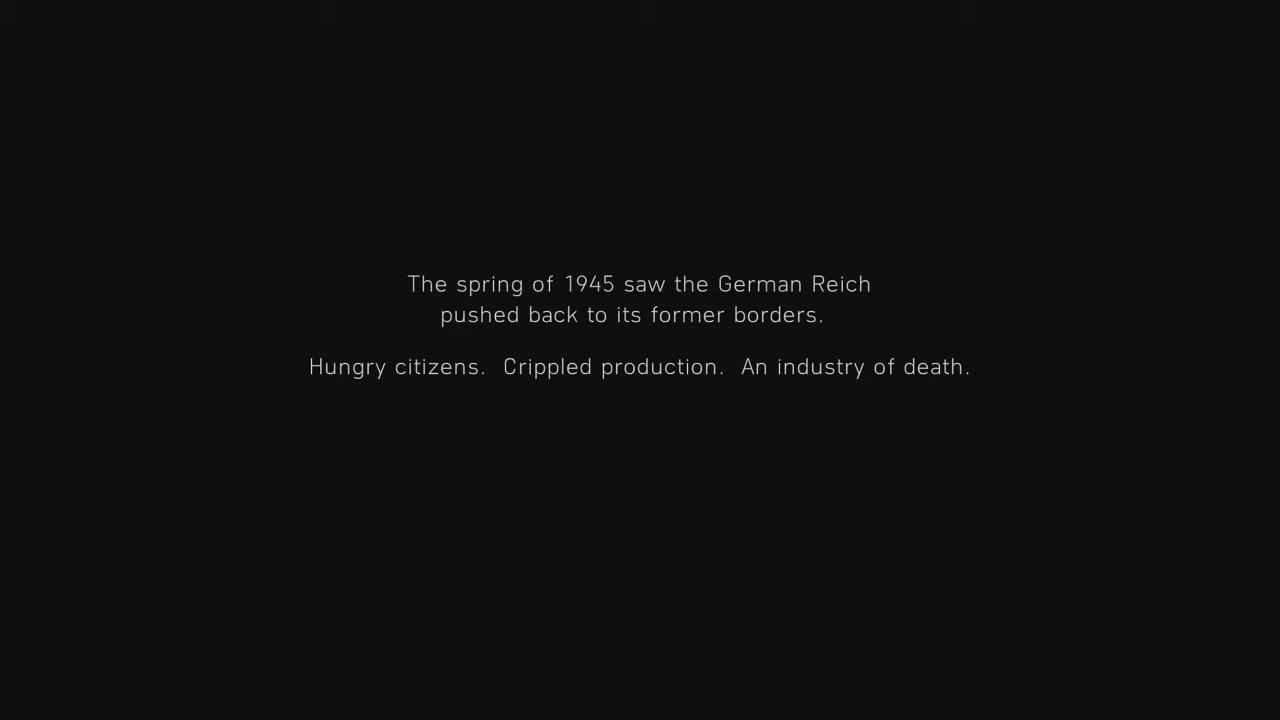 The spring of 1945 saw the German Reich
pushed back to its former borders.
Hungry citizens. Crippled production. An industry of death.